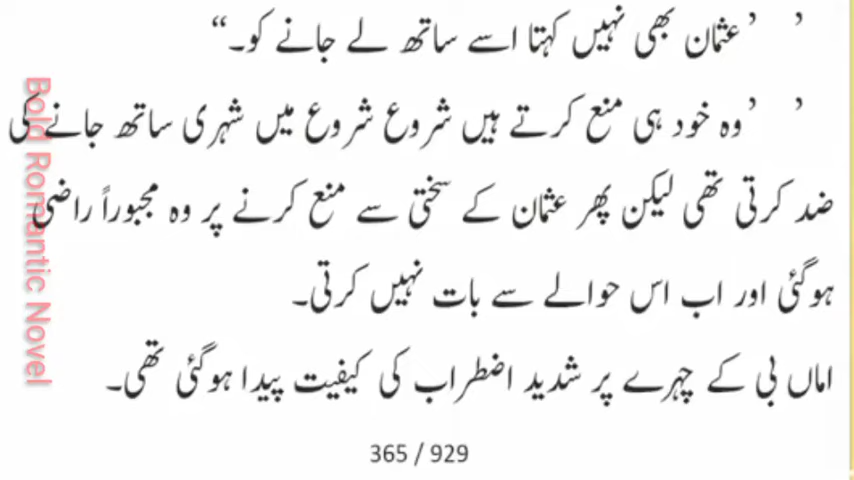 ’ ’عثمان بھی نہیں کہتا اسے ساتھ لے جانے کو۔“
’ ’وہ خود ہی منع کرتے ہیں شروع شروع میں شہری ساتھ جانے کی
ضد کرتی تھی لیکن پھر عثمان کے سختی سے منع کرنے پر وہ مجبوراً راضی
ہوگئی اور اب اس حوالے سے بات نہیں کرتی۔
اماں بی کے چہرے پر شدید اضطراب کی کیفیت پیدا ہوگئی تھی۔
365 / 929
Bold Romantic Novel